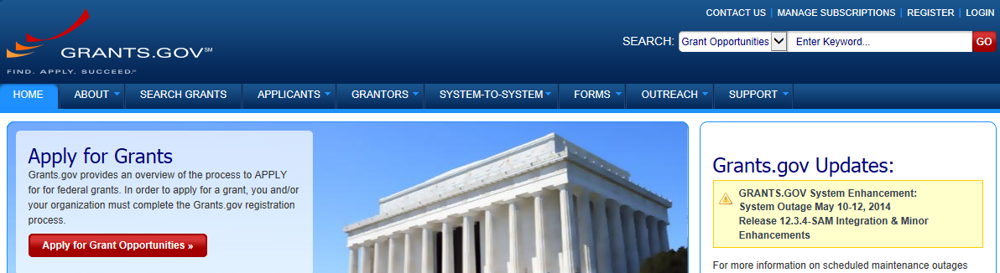 CONTACT US | MANAGE SUBSCRIPTIONS | REGISTER | LOGIN
GRANTS.GOV℠
FIND. APPLY. SUCCEED.℠
SEARCH: Grant Opportunities Enter Keyword... GO
HOME ABOUT SEARCH GRANTS APPLICANTS GRANTORS SYSTEM-TO-SYSTEM FORMS OUTREACH SUPPORT
Apply for Grants
Grants.gov provides an overview of the process to APPLY
for for federal grants. In order to apply for a grant, you and/or
your organization must complete the Grants.gov registration
process.
Apply for Grant Opportunities »
Grants.gov Updates:
GRANTS.GOV System Enhancement:
System Outage May 10-12, 2014
Release 12.3.4-SAM Integration & Minor
Enhancements
For more information on scheduled maintenance outages